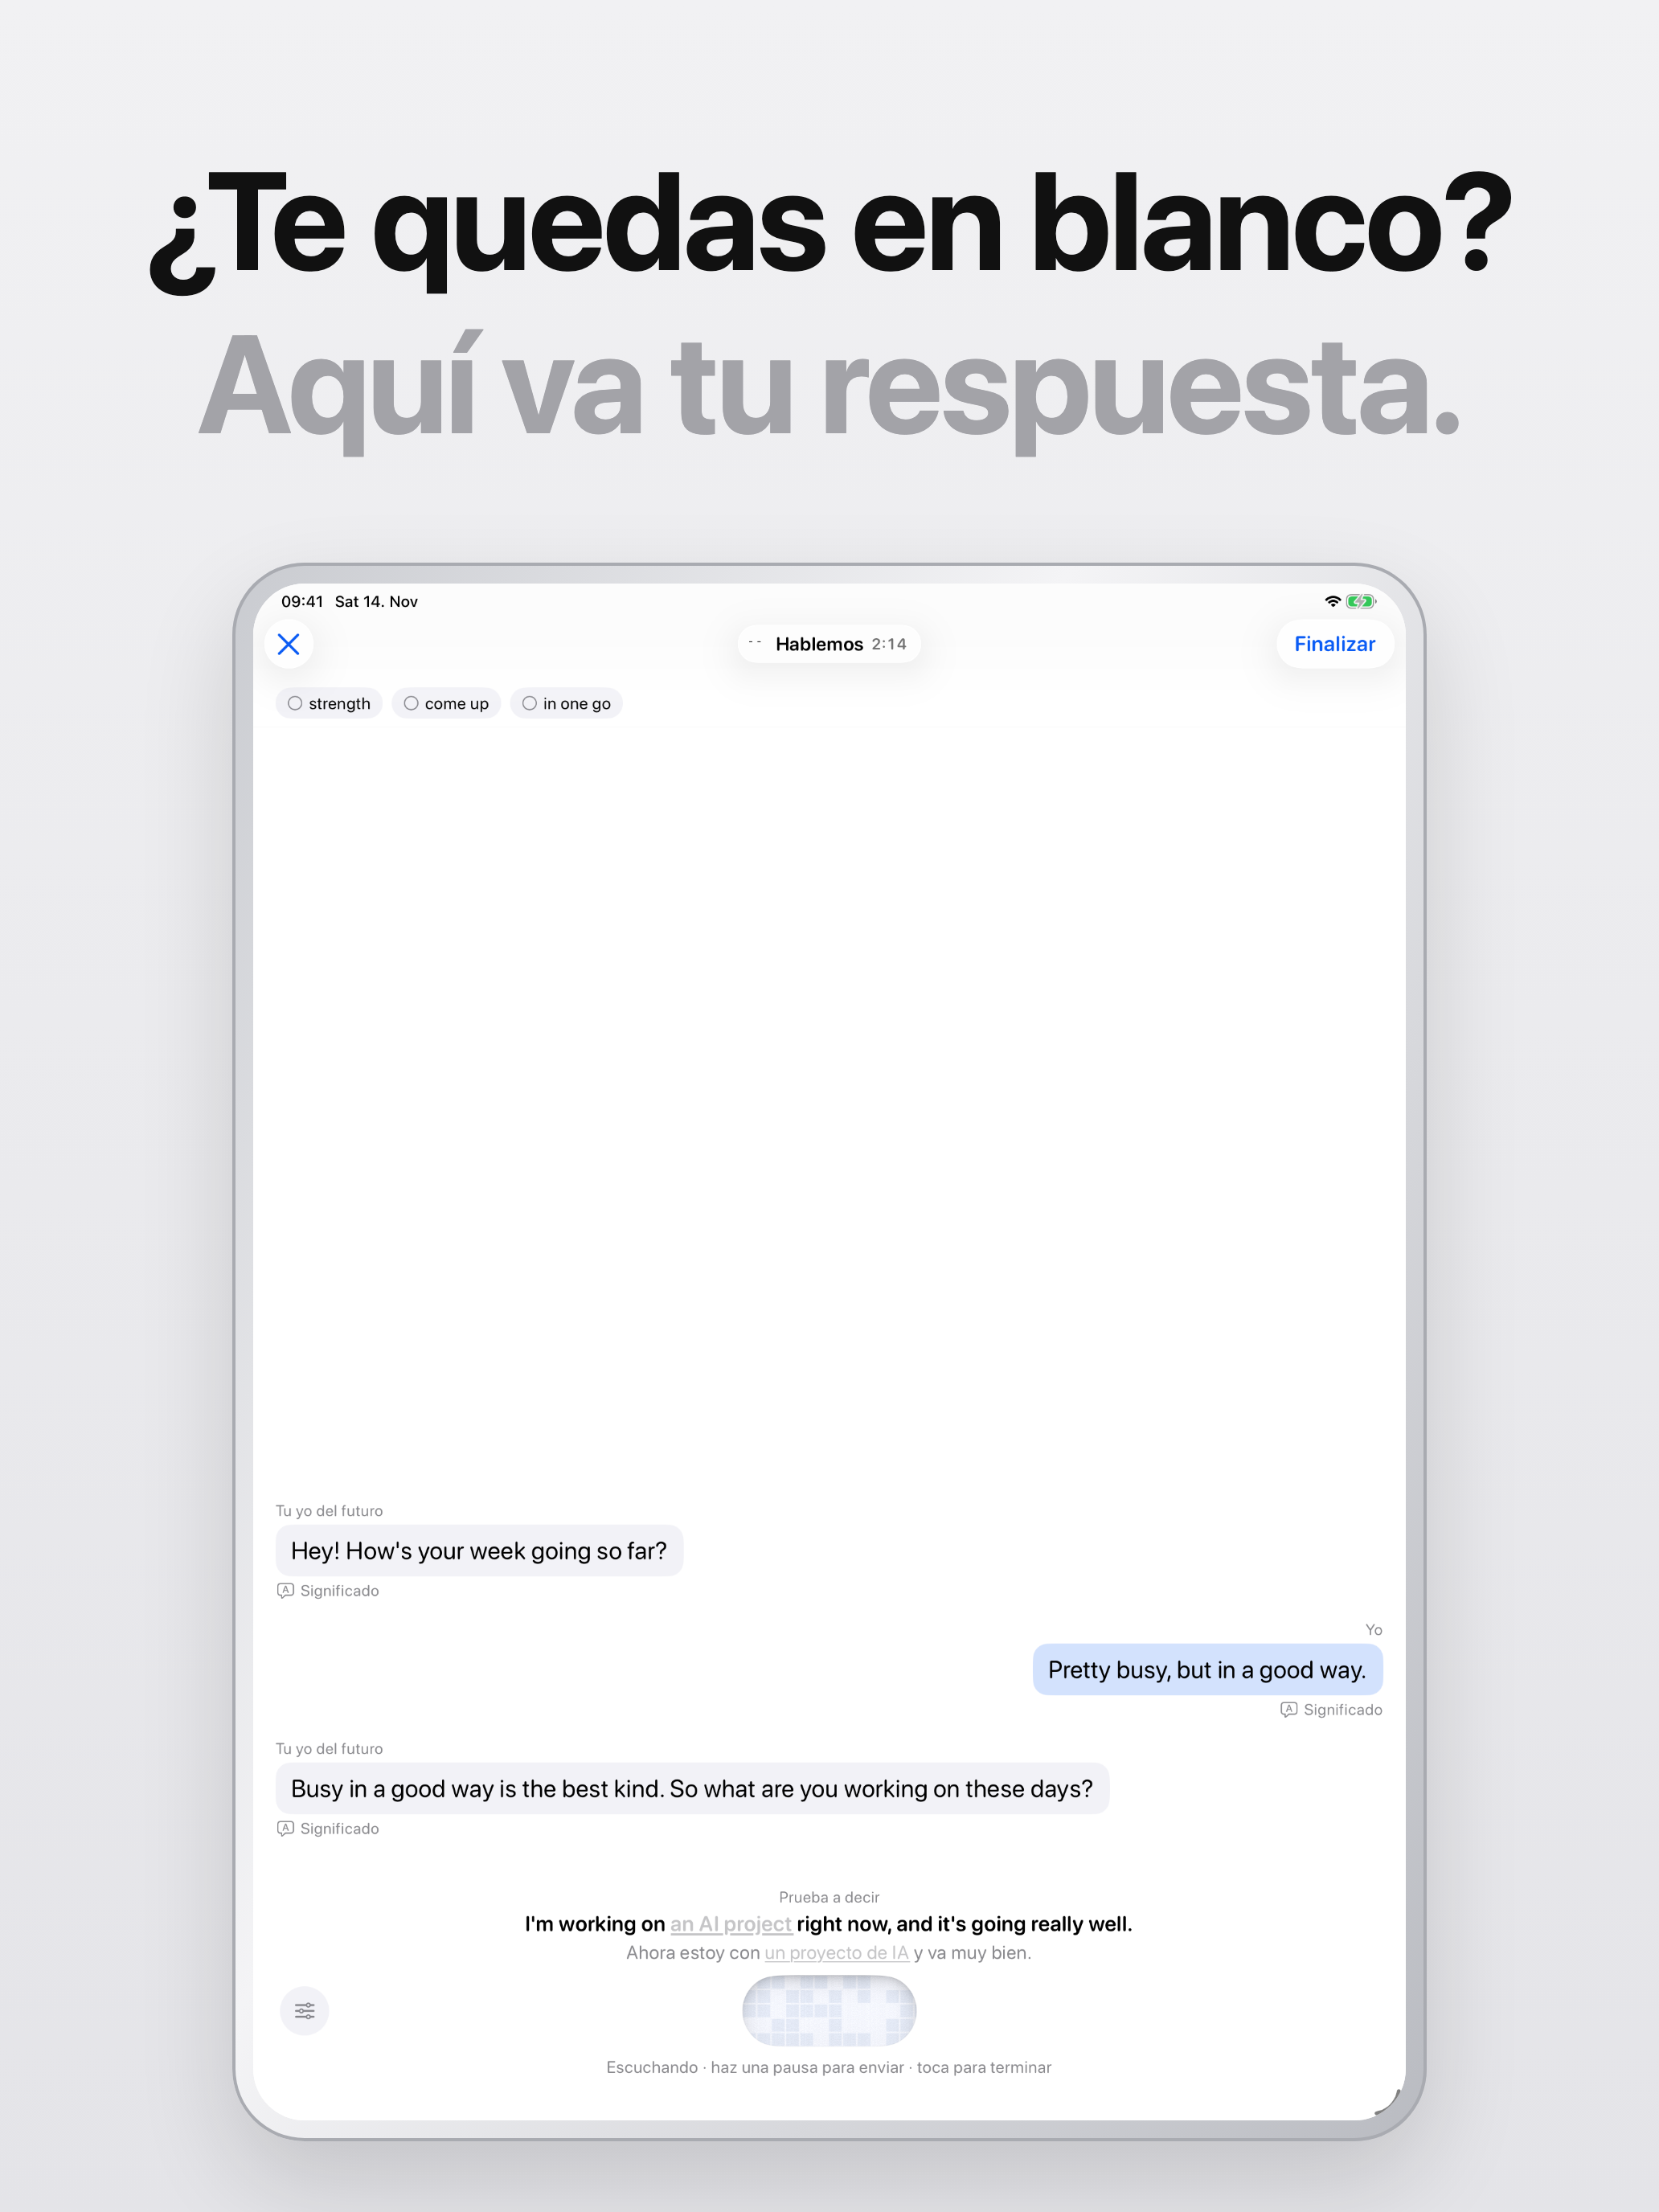 ¿Te quedas en blanco?
Aquí va tu respuesta.
09:41 Sat 14. Nov
Hablemos 2:14
Finalizar
strength
come up
in one go
Tu yo del futuro
Hey! How's your week going so far?
Significado
Yo
Pretty busy, but in a good way.
Significado
Tu yo del futuro
Busy in a good way is the best kind. So what are you working on these days?
Significado
Prueba a decir
I'm working on an AI project right now, and it's going really well.
Ahora estoy con un proyecto de IA y va muy bien.
Escuchando · haz una pausa para enviar · toca para terminar